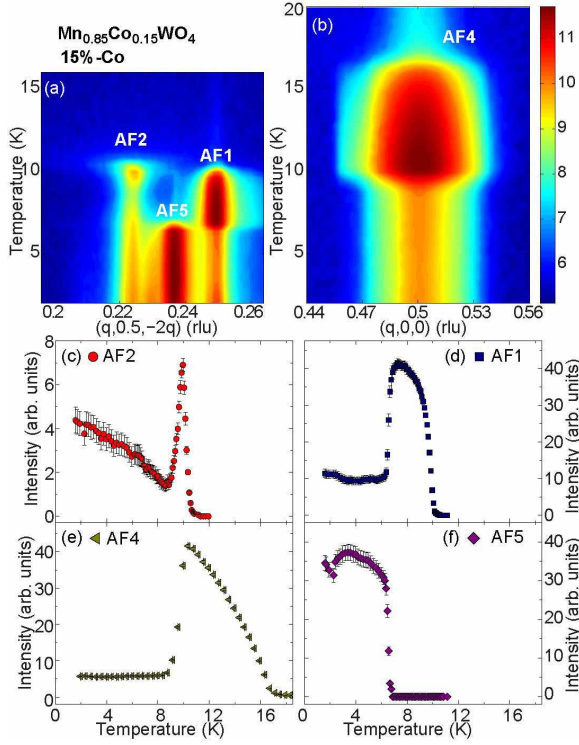 Mn0.85Co0.15WO4
15%-Co
(a)
AF2
AF1
AF5
15
10
5
Temperature (K)
0.2 0.22 0.24 0.26
(q,0.5,−2q) (rlu)
(b)
AF4
20
15
10
5
Temperature (K)
0.44 0.47 0.5 0.53 0.56
(q,0,0) (rlu)
11
10
9
8
7
6
(c) AF2
8
6
4
2
0
Intensity (arb. units)
(d) AF1
40
30
20
10
0
Intensity (arb. units)
(e) AF4
40
30
20
10
0
Intensity (arb. units)
0 4 8 12 16
Temperature (K)
(f) AF5
40
30
20
10
0
Intensity (arb. units)
0 4 8 12 16
Temperature (K)